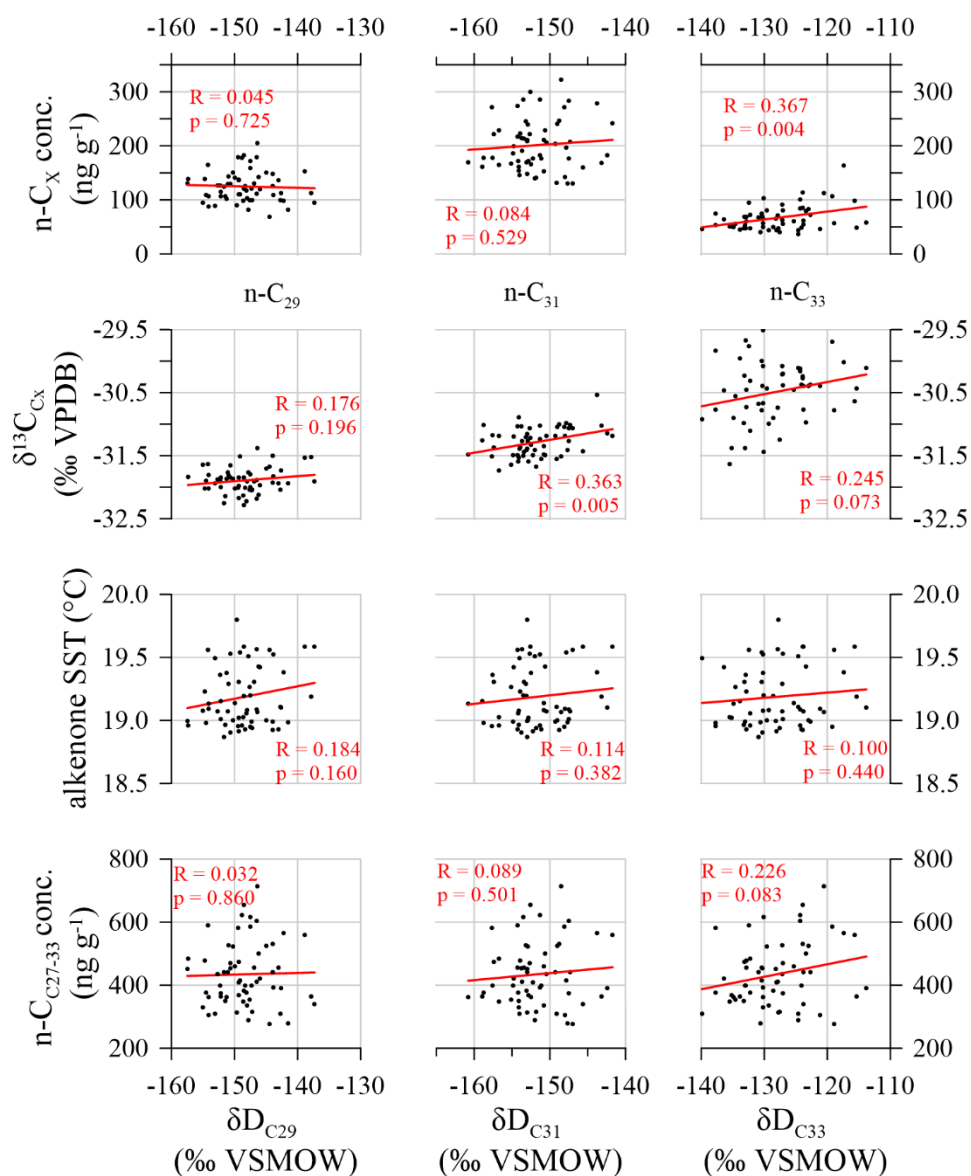 -160 -150 -140 -130
-160 -150 -140
-140 -130 -120 -110
n-C_X conc.
(ng g⁻¹)
300
200
100
0
R = 0.045
p = 0.725
R = 0.084
p = 0.529
R = 0.367
p = 0.004
300
200
100
0
n-C₂₉
n-C₃₁
n-C₃₃
δ¹³C_Cx
(‰ VPDB)
-29.5
-30.5
-31.5
-32.5
R = 0.176
p = 0.196
R = 0.363
p = 0.005
R = 0.245
p = 0.073
-29.5
-30.5
-31.5
-32.5
alkenone SST (°C)
20.0
19.5
19.0
18.5
R = 0.184
p = 0.160
R = 0.114
p = 0.382
R = 0.100
p = 0.440
20.0
19.5
19.0
18.5
n-C_C27-33 conc.
(ng g⁻¹)
800
600
400
200
R = 0.032
p = 0.860
R = 0.089
p = 0.501
R = 0.226
p = 0.083
800
600
400
200
-160 -150 -140 -130
-160 -150 -140
-140 -130 -120 -110
δD_C29
(‰ VSMOW)
δD_C31
(‰ VSMOW)
δD_C33
(‰ VSMOW)